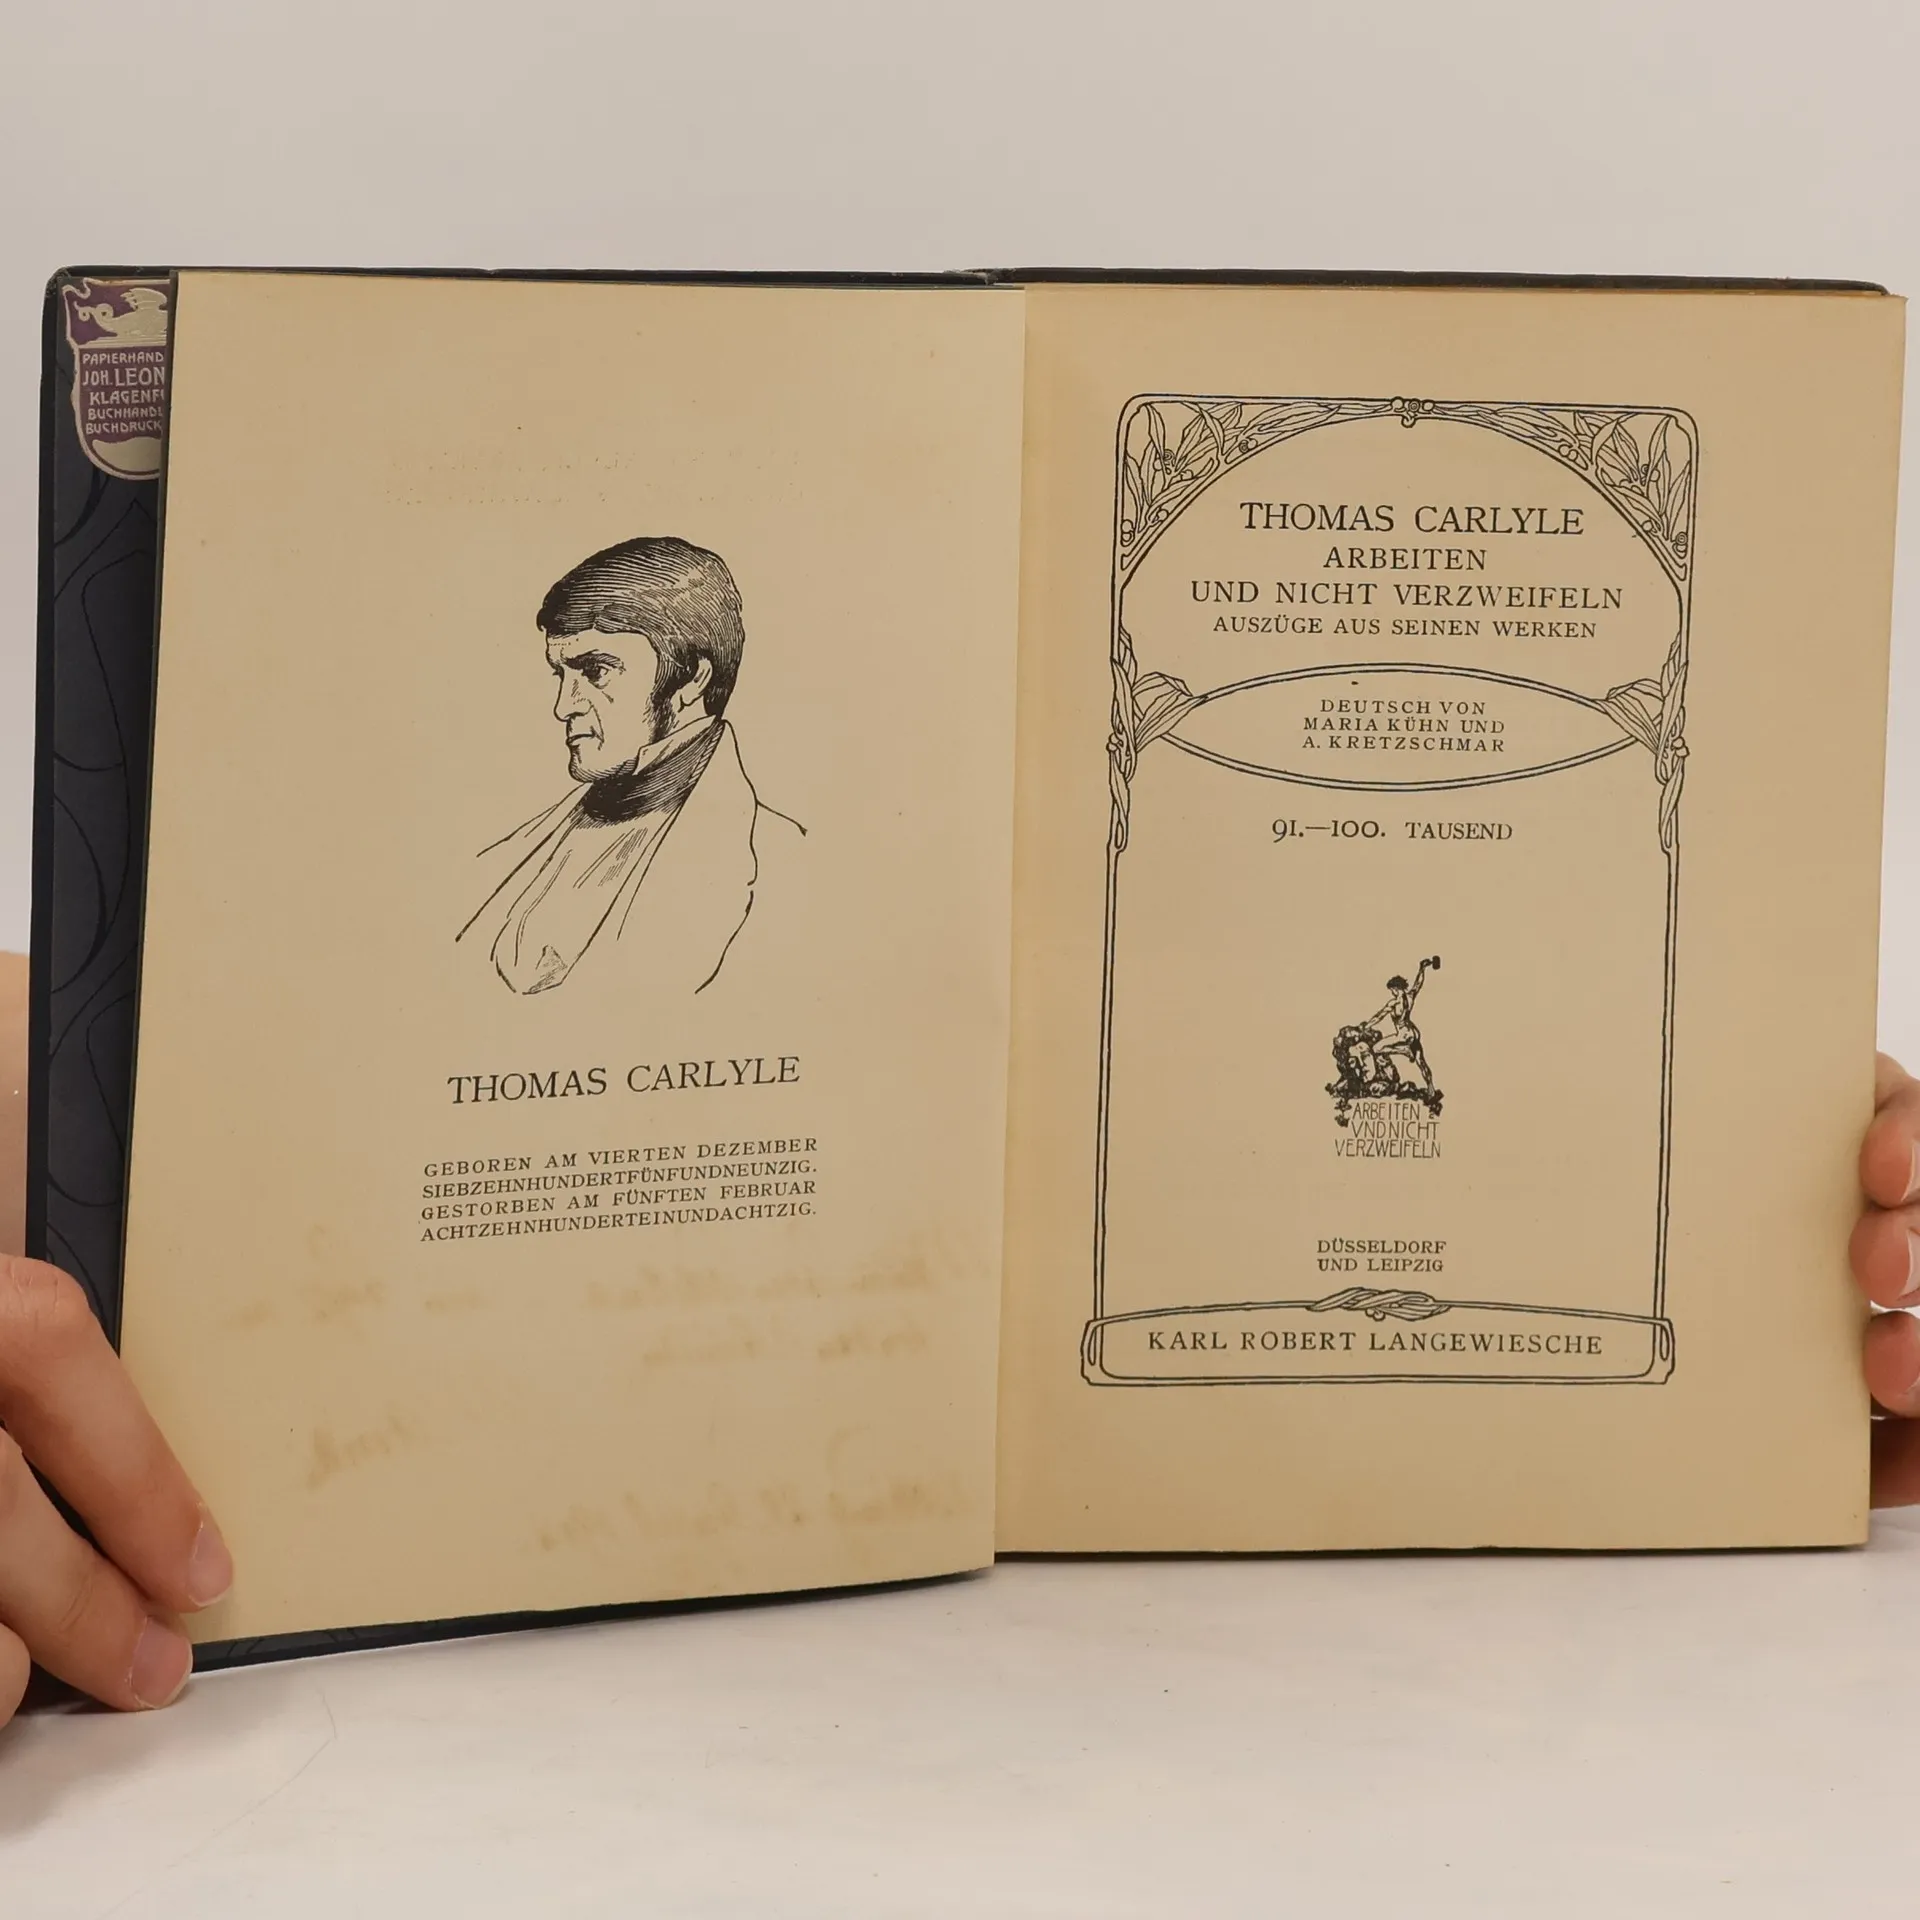 PAPIERHAND
JOH. LEON
KLAGENF
BUCHHANDL
BUCHDRUCK
THOMAS CARLYLE
GEBOREN AM VIERTEN DEZEMBER
SIEBZEHNHUNDERTFÜNFUNDNEUNZIG.
GESTORBEN AM FÜNFTEN FEBRUAR
ACHTZEHNHUNDERTEINUNDACHTZIG.
THOMAS CARLYLE
ARBEITEN
UND NICHT VERZWEIFELN
AUSZÜGE AUS SEINEN WERKEN
DEUTSCH VON
MARIA KÜHN UND
A. KRETZSCHMAR
91.—100. TAUSEND
ARBEITEN
VND NICHT
VERZWEIFELN
DÜSSELDORF
UND LEIPZIG
KARL ROBERT LANGEWIESCHE